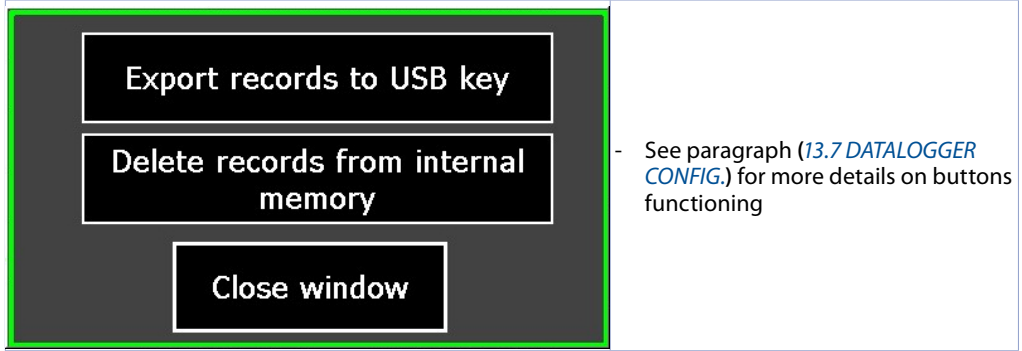 Export records to USB key
Delete records from internal
memory
Close window
- See paragraph (13.7 DATALOGGER
CONFIG.) for more details on buttons
functioning